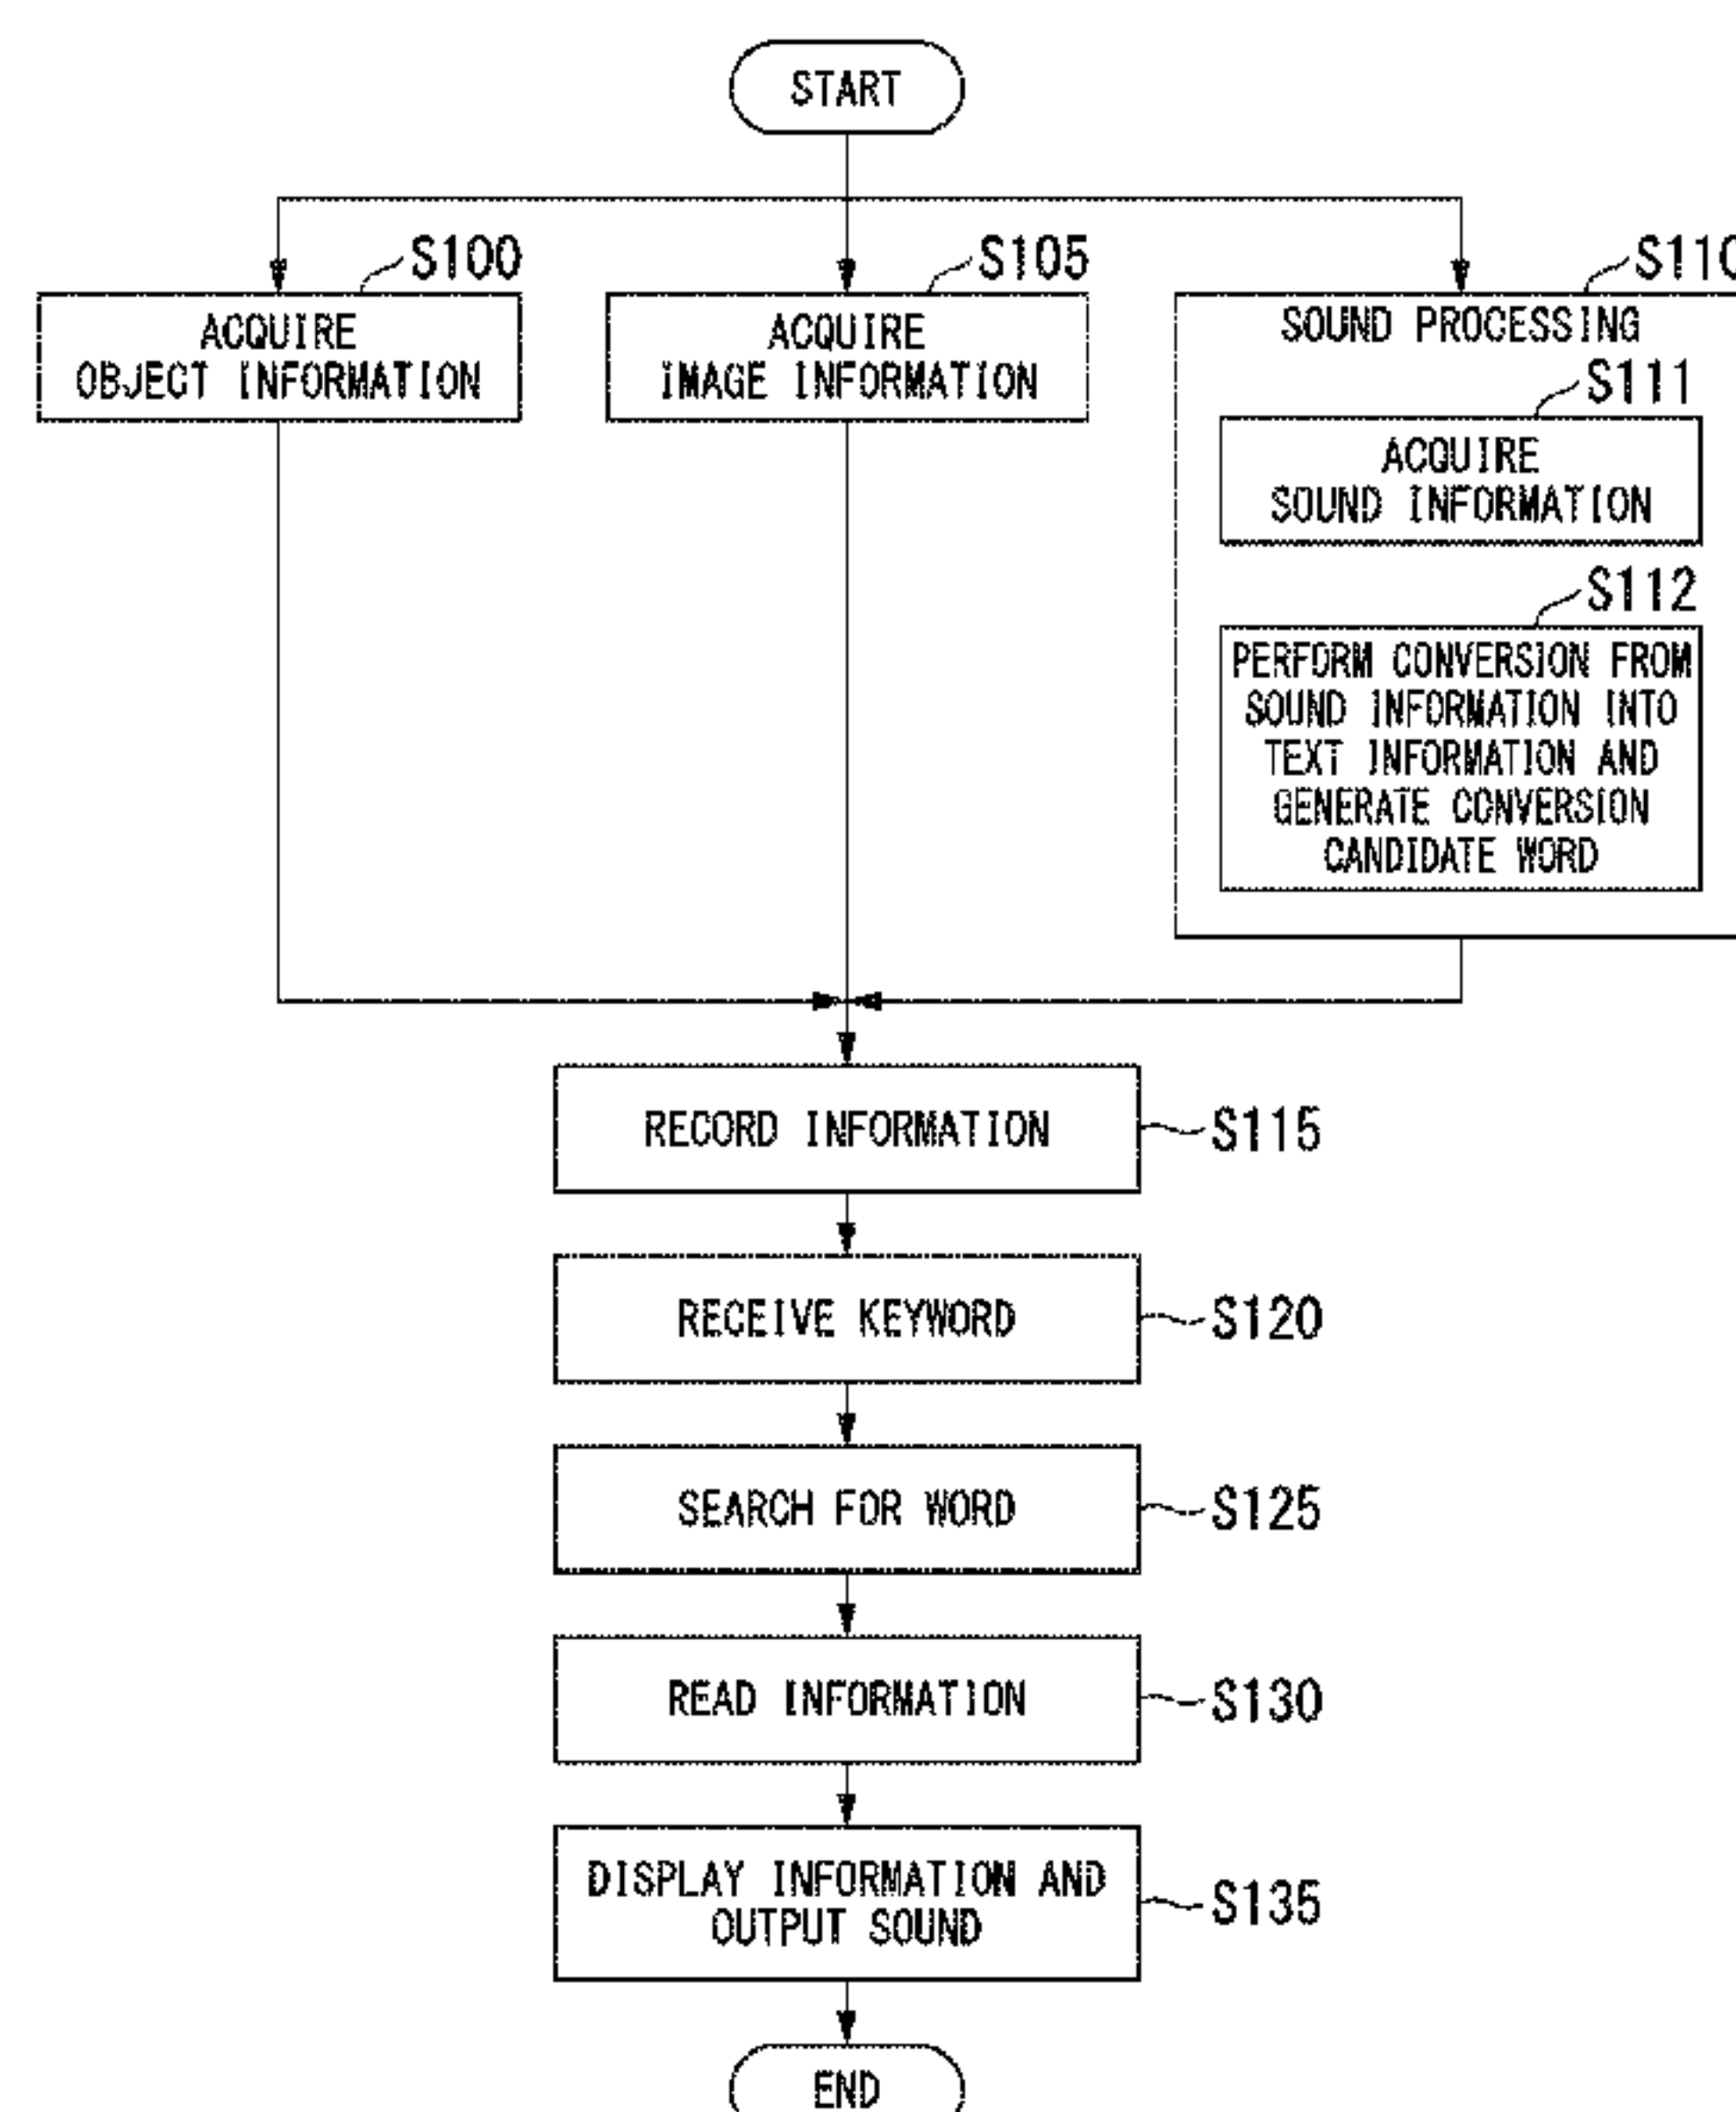 START
S100
ACQUIRE
OBJECT INFORMATION
S105
ACQUIRE
IMAGE INFORMATION
S110
SOUND PROCESSING
S111
ACQUIRE
SOUND INFORMATION
S112
PERFORM CONVERSION FROM
SOUND INFORMATION INTO
TEXT INFORMATION AND
GENERATE CONVERSION
CANDIDATE WORD
RECORD INFORMATION
S115
RECEIVE KEYWORD
S120
SEARCH FOR WORD
S125
READ INFORMATION
S130
DISPLAY INFORMATION AND
OUTPUT SOUND
S135
END